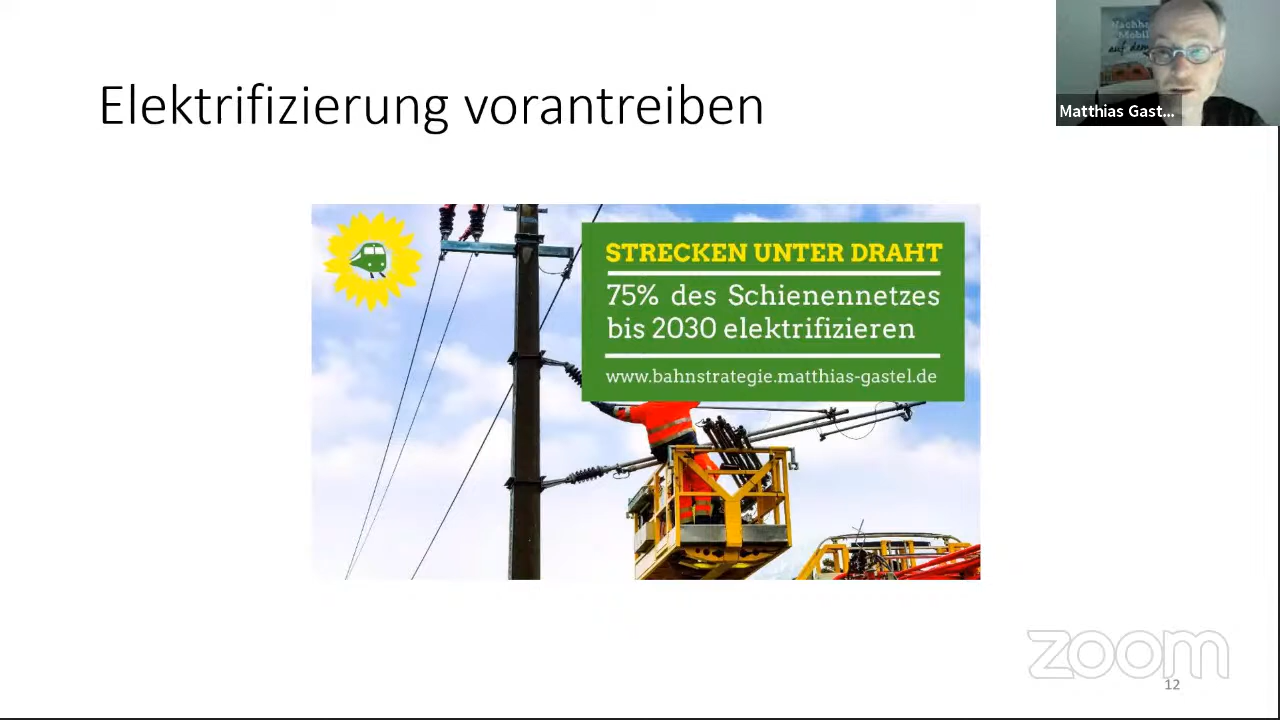 Elektrifizierung vorantreiben
Matthias Gast...
STRECKEN UNTER DRAHT
75% des Schienennetzes
bis 2030 elektrifizieren
www.bahnstrategie.matthias-gastel.de
zoom
12